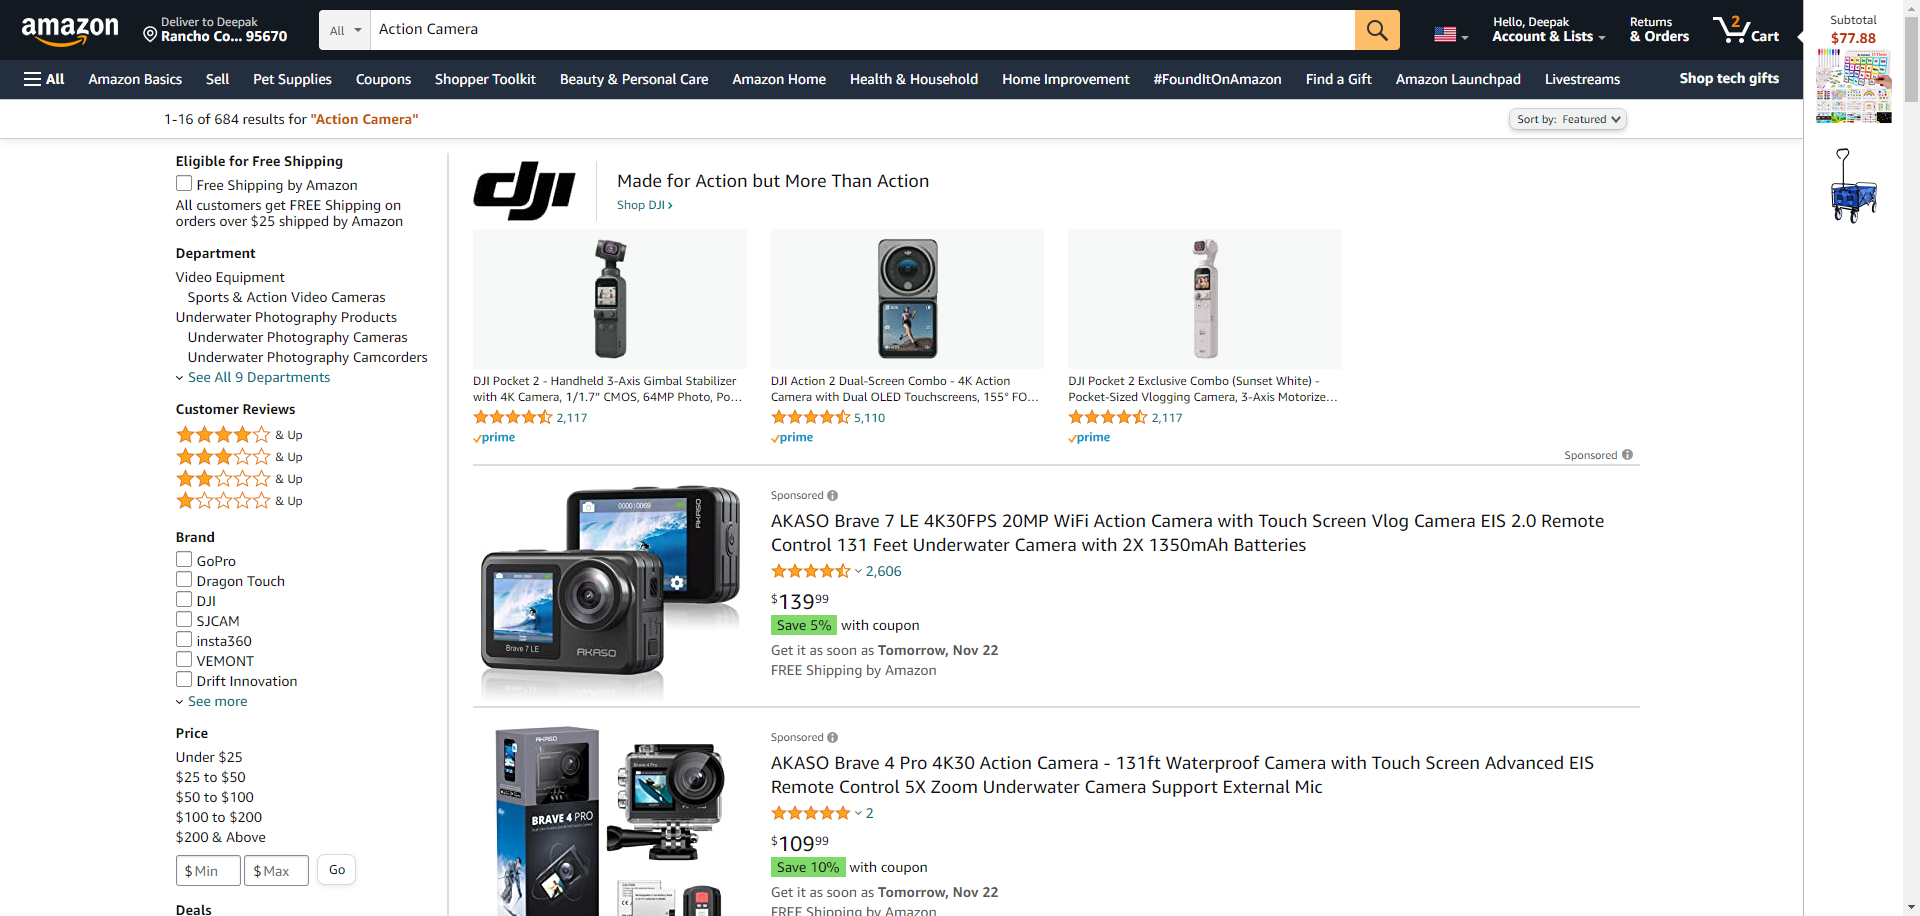 amazon
Deliver to Deepak
Rancho Co... 95670
All
Action Camera
Hello, Deepak
Account & Lists
Returns
& Orders
2
Cart
Subtotal
$77.88
All
Amazon Basics
Sell
Pet Supplies
Coupons
Shopper Toolkit
Beauty & Personal Care
Amazon Home
Health & Household
Home Improvement
#FoundItOnAmazon
Find a Gift
Amazon Launchpad
Livestreams
Shop tech gifts
1-16 of 684 results for "Action Camera"
Sort by: Featured
Eligible for Free Shipping
Free Shipping by Amazon
All customers get FREE Shipping on
orders over $25 shipped by Amazon
Department
Video Equipment
Sports & Action Video Cameras
Underwater Photography Products
Underwater Photography Cameras
Underwater Photography Camcorders
See All 9 Departments
Customer Reviews
& Up
& Up
& Up
& Up
Brand
GoPro
Dragon Touch
DJI
SJCAM
insta360
VEMONT
Drift Innovation
See more
Price
Under $25
$25 to $50
$50 to $100
$100 to $200
$200 & Above
$ Min
$ Max
Go
Deals
dji
Made for Action but More Than Action
Shop DJI ›
DJI Pocket 2 - Handheld 3-Axis Gimbal Stabilizer
with 4K Camera, 1/1.7" CMOS, 64MP Photo, Po...
2,117
prime
DJI Action 2 Dual-Screen Combo - 4K Action
Camera with Dual OLED Touchscreens, 155° FO...
5,110
prime
DJI Pocket 2 Exclusive Combo (Sunset White) -
Pocket-Sized Vlogging Camera, 3-Axis Motorize...
2,117
prime
Sponsored
AKASO
Brave 7 LE
AKASO
Sponsored
AKASO Brave 7 LE 4K30FPS 20MP WiFi Action Camera with Touch Screen Vlog Camera EIS 2.0 Remote
Control 131 Feet Underwater Camera with 2X 1350mAh Batteries
2,606
$139.99
Save 5% with coupon
Get it as soon as Tomorrow, Nov 22
FREE Shipping by Amazon
AKASO
Brave 4 Pro
BRAVE 4 PRO
Sponsored
AKASO Brave 4 Pro 4K30 Action Camera - 131ft Waterproof Camera with Touch Screen Advanced EIS
Remote Control 5X Zoom Underwater Camera Support External Mic
2
$109.99
Save 10% with coupon
Get it as soon as Tomorrow, Nov 22
FREE Shipping by Amazon